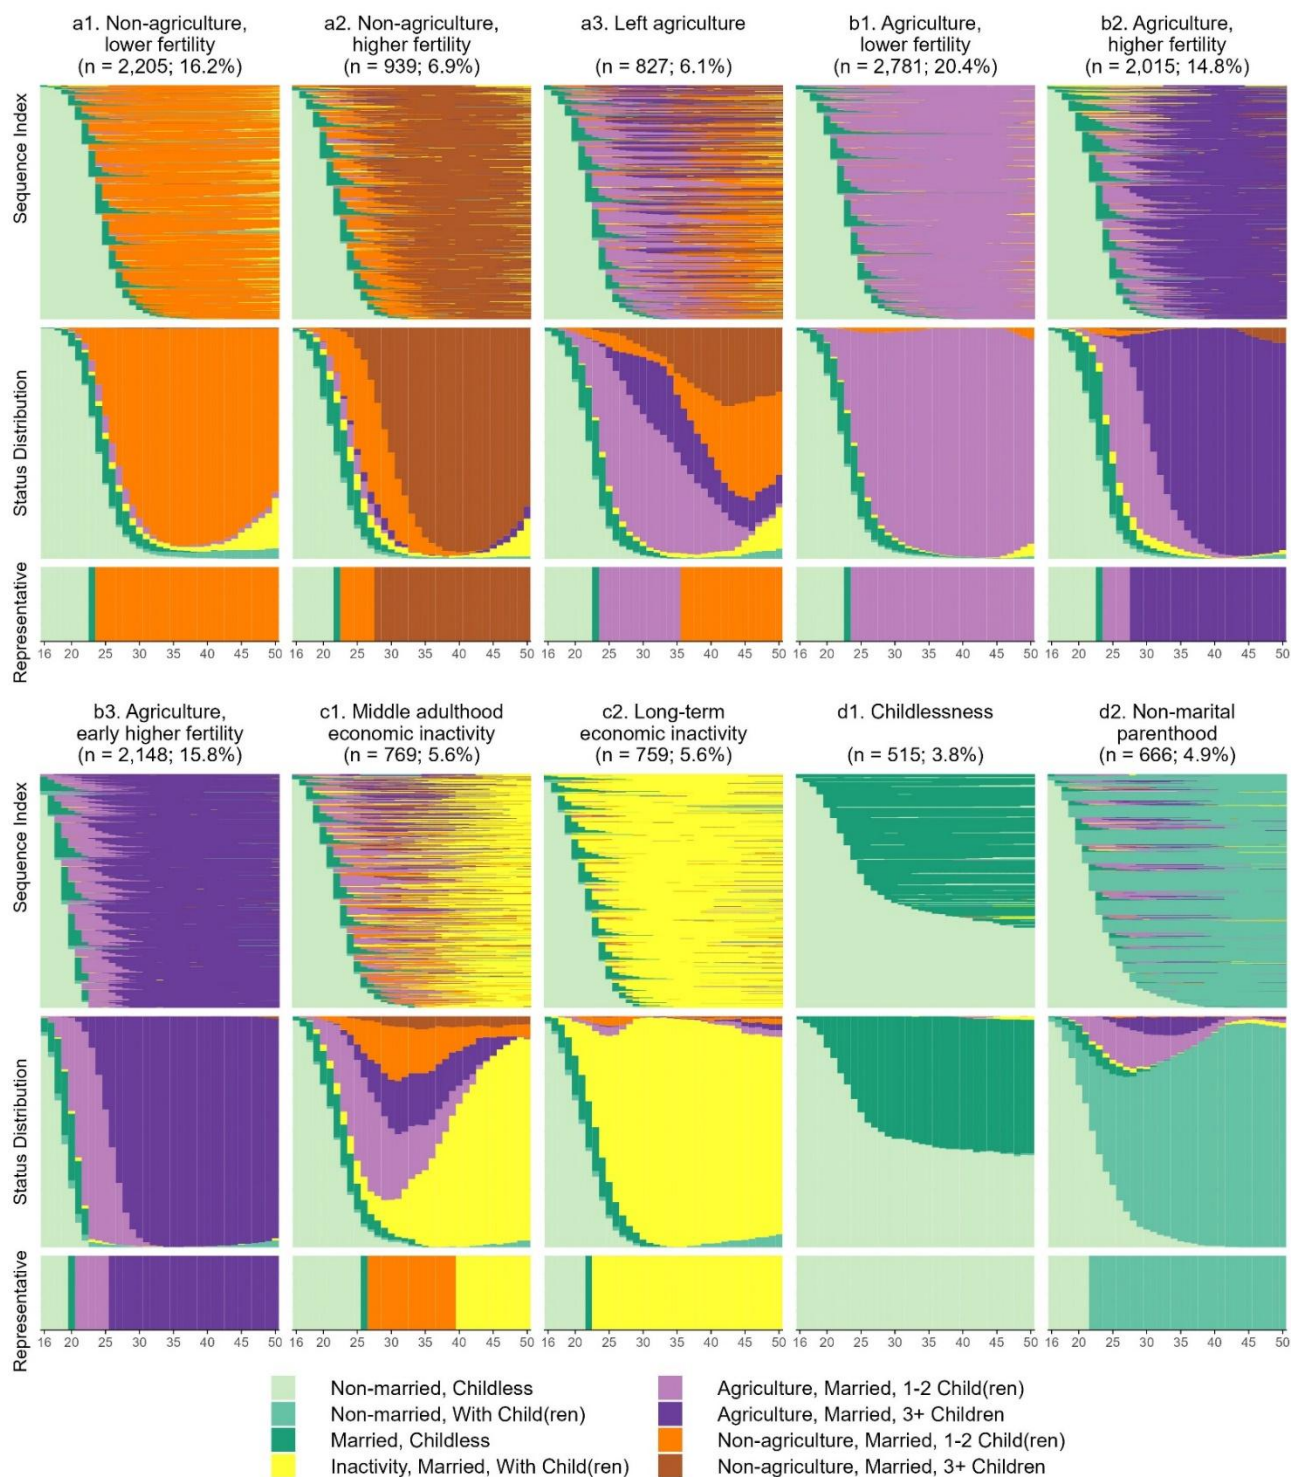 a1. Non-agriculture,
lower fertility
(n = 2,205; 16.2%)
a2. Non-agriculture,
higher fertility
(n = 939; 6.9%)
a3. Left agriculture
(n = 827; 6.1%)
b1. Agriculture,
lower fertility
(n = 2,781; 20.4%)
b2. Agriculture,
higher fertility
(n = 2,015; 14.8%)
Sequence Index
Status Distribution
Representative
16 20 25 30 35 40 45 50
16 20 25 30 35 40 45 50
16 20 25 30 35 40 45 50
16 20 25 30 35 40 45 50
16 20 25 30 35 40 45 50
b3. Agriculture,
early higher fertility
(n = 2,148; 15.8%)
c1. Middle adulthood
economic inactivity
(n = 769; 5.6%)
c2. Long-term
economic inactivity
(n = 759; 5.6%)
d1. Childlessness
(n = 515; 3.8%)
d2. Non-marital
parenthood
(n = 666; 4.9%)
Sequence Index
Status Distribution
Representative
16 20 25 30 35 40 45 50
16 20 25 30 35 40 45 50
16 20 25 30 35 40 45 50
16 20 25 30 35 40 45 50
16 20 25 30 35 40 45 50
Non-married, Childless
Non-married, With Child(ren)
Married, Childless
Inactivity, Married, With Child(ren)
Agriculture, Married, 1-2 Child(ren)
Agriculture, Married, 3+ Children
Non-agriculture, Married, 1-2 Child(ren)
Non-agriculture, Married, 3+ Children